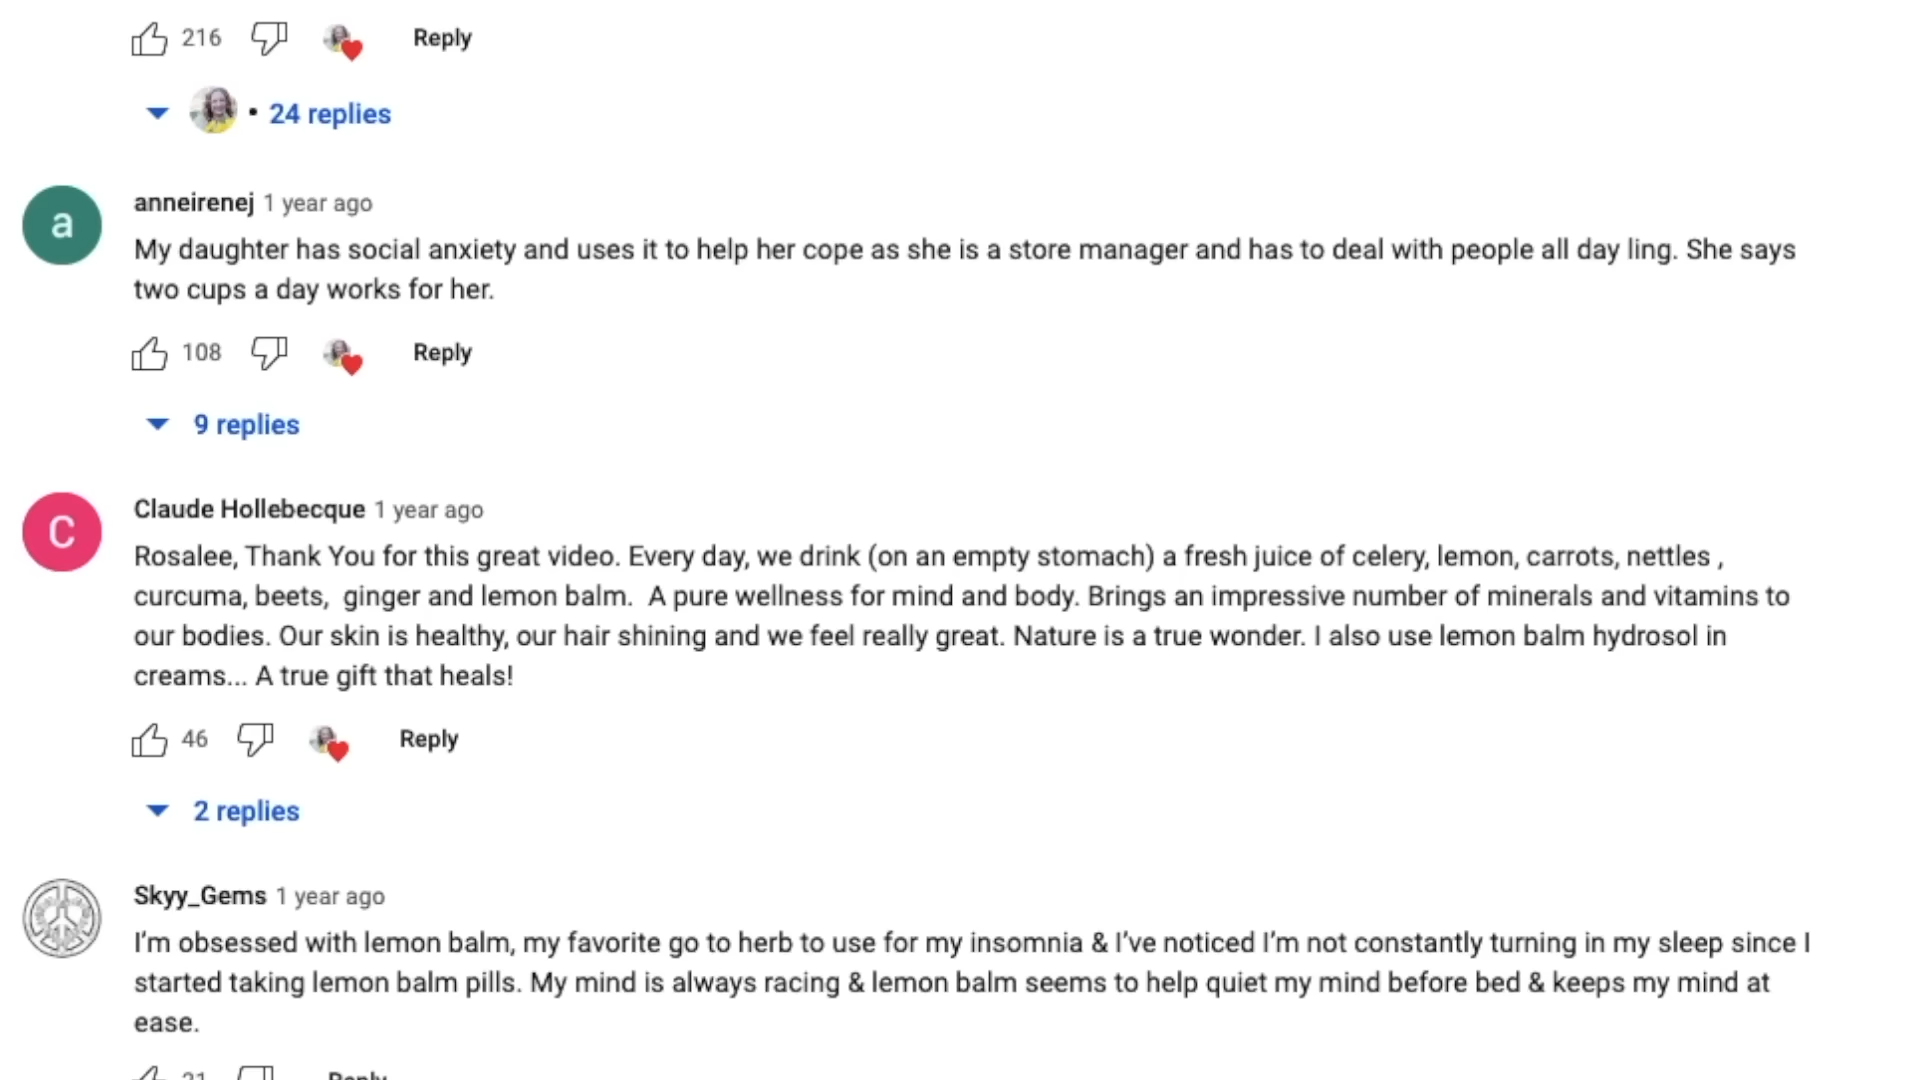 216 Reply
• 24 replies
a
anneirenej 1 year ago
My daughter has social anxiety and uses it to help her cope as she is a store manager and has to deal with people all day ling. She says
two cups a day works for her.
108 Reply
9 replies
C
Claude Hollebecque 1 year ago
Rosalee, Thank You for this great video. Every day, we drink (on an empty stomach) a fresh juice of celery, lemon, carrots, nettles ,
curcuma, beets,  ginger and lemon balm.  A pure wellness for mind and body. Brings an impressive number of minerals and vitamins to
our bodies. Our skin is healthy, our hair shining and we feel really great. Nature is a true wonder. I also use lemon balm hydrosol in
creams... A true gift that heals!
46 Reply
2 replies
Skyy_Gems 1 year ago
I'm obsessed with lemon balm, my favorite go to herb to use for my insomnia & I've noticed I'm not constantly turning in my sleep since I
started taking lemon balm pills. My mind is always racing & lemon balm seems to help quiet my mind before bed & keeps my mind at
ease.
Reply